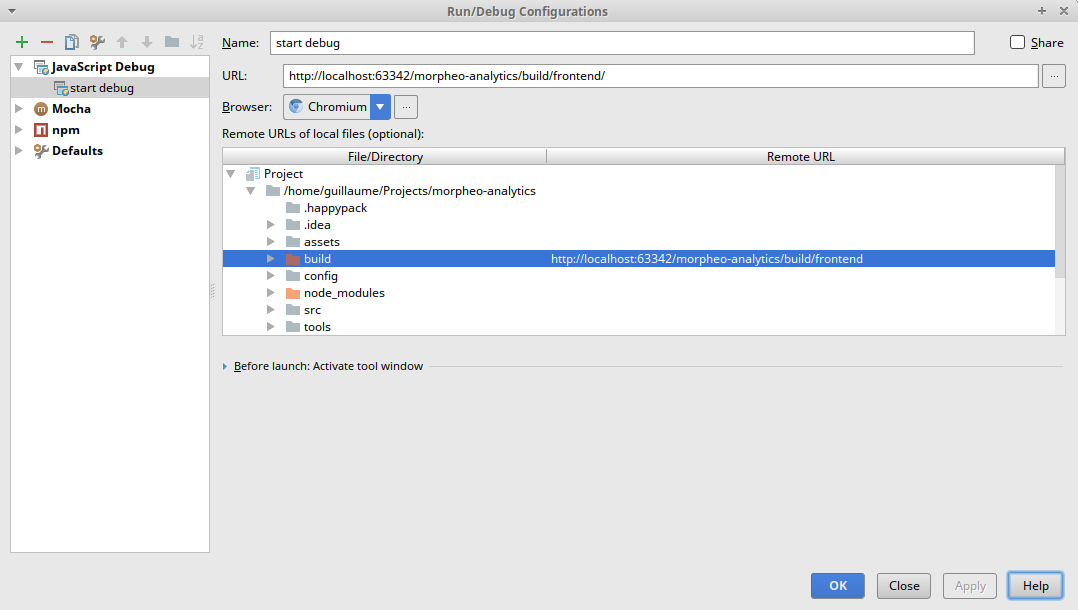 Run/Debug Configurations
Name: start debug Share
JavaScript Debug
start debug
Mocha
npm
Defaults
URL: http://localhost:63342/morpheo-analytics/build/frontend/ ...
Browser: Chromium ...
Remote URLs of local files (optional):
File/Directory Remote URL
Project
/home/guillaume/Projects/morpheo-analytics
.happypack
.idea
assets
build http://localhost:63342/morpheo-analytics/build/frontend
config
node_modules
src
tools
Before launch: Activate tool window
OK Close Apply Help